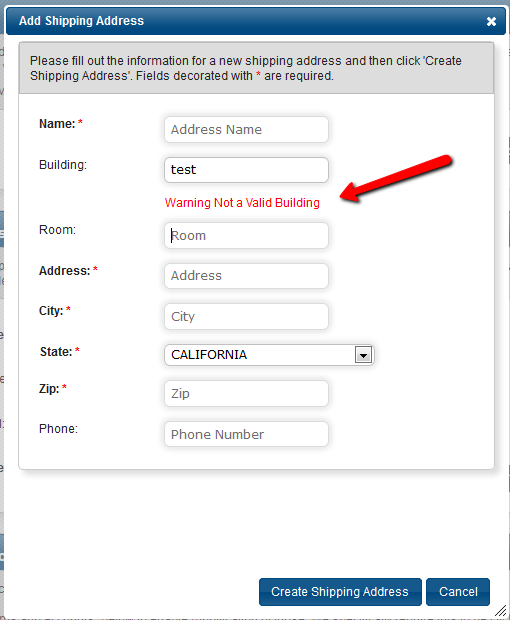 Add Shipping Address
Please fill out the information for a new shipping address and then click 'Create
Shipping Address'. Fields decorated with * are required.
Name: *
Address Name
Building:
test
Warning Not a Valid Building
Room:
Room
Address: *
Address
City: *
City
State: *
CALIFORNIA
Zip: *
Zip
Phone:
Phone Number
Create Shipping Address
Cancel